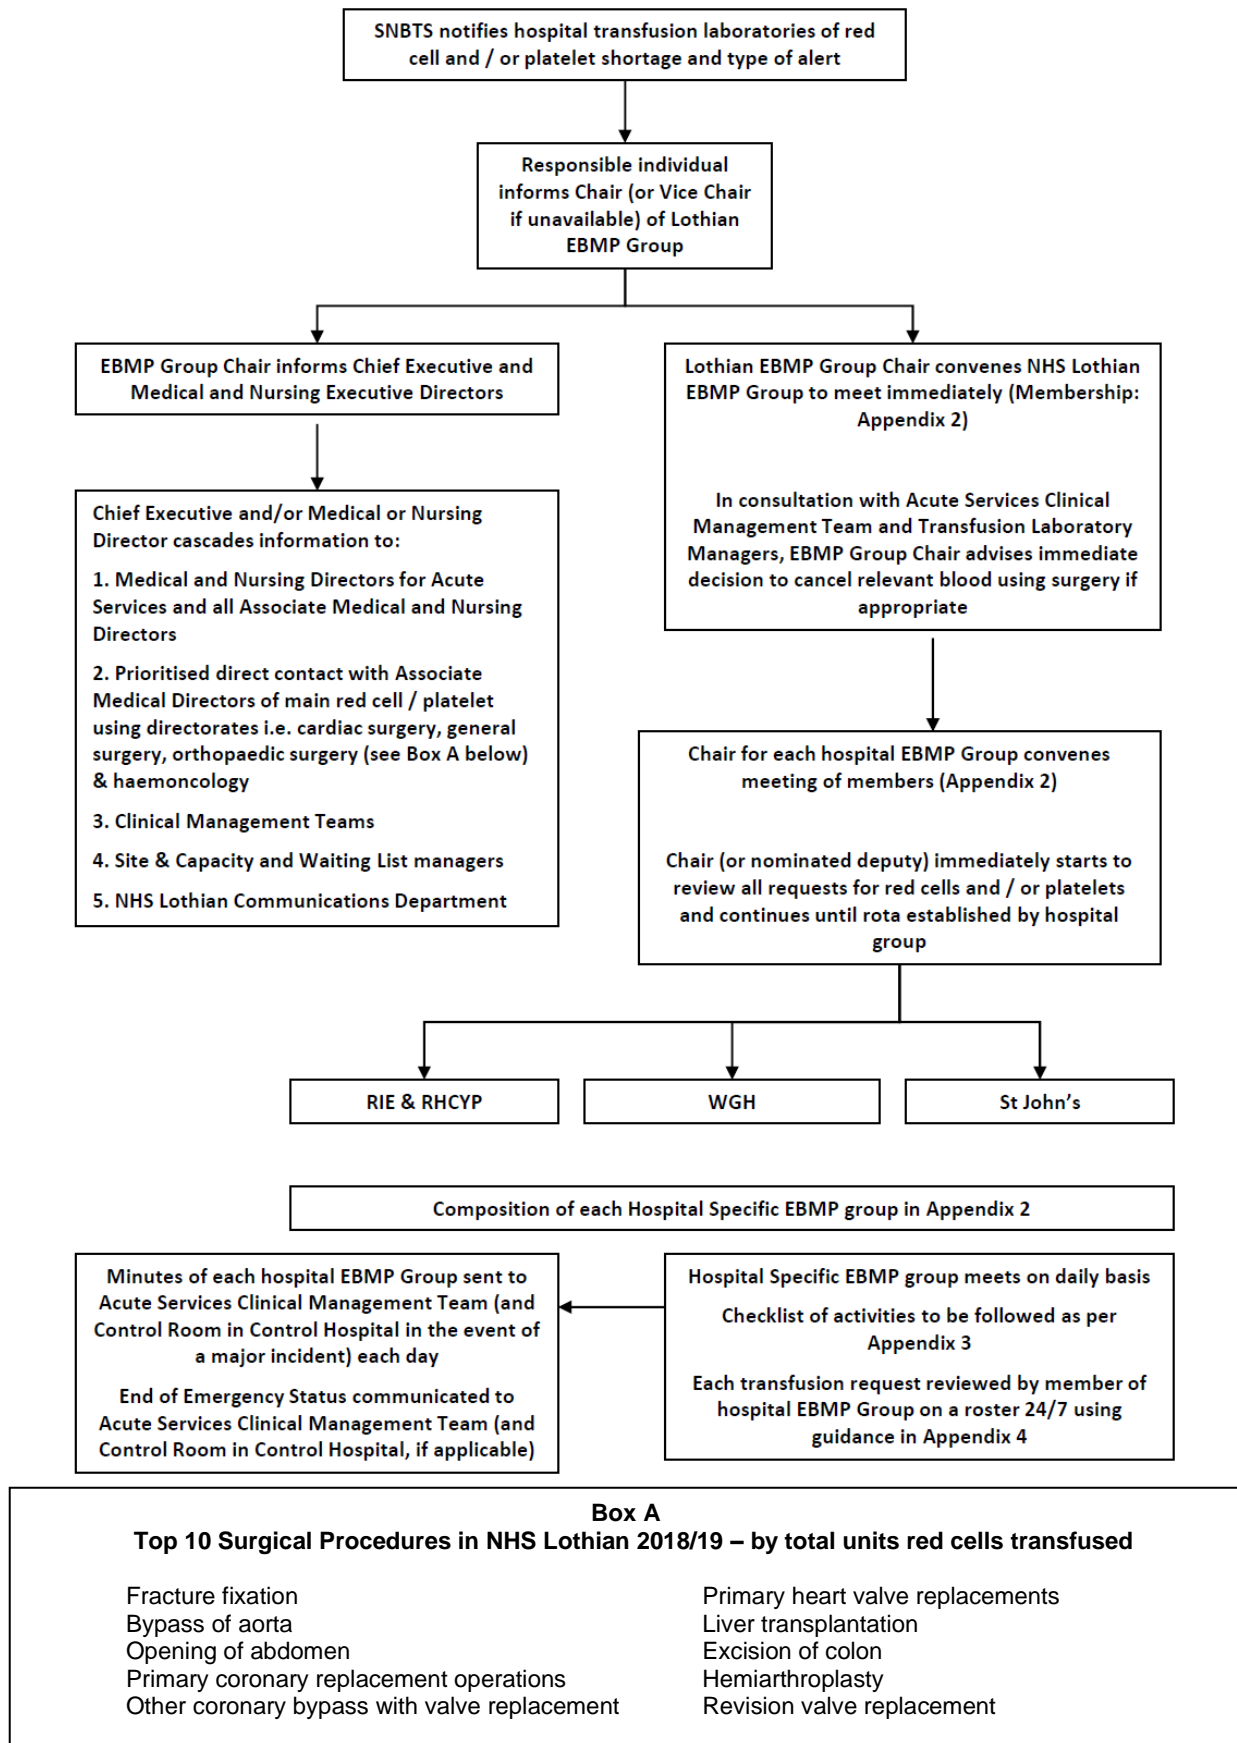 SNBTS notifies hospital transfusion laboratories of red
cell and / or platelet shortage and type of alert
Responsible individual
informs Chair (or Vice Chair
if unavailable) of Lothian
EBMP Group
EBMP Group Chair informs Chief Executive and
Medical and Nursing Executive Directors
Chief Executive and/or Medical or Nursing
Director cascades information to:
1. Medical and Nursing Directors for Acute
Services and all Associate Medical and Nursing
Directors
2. Prioritised direct contact with Associate
Medical Directors of main red cell / platelet
using directorates i.e. cardiac surgery, general
surgery, orthopaedic surgery (see Box A below)
& haemoncology
3. Clinical Management Teams
4. Site & Capacity and Waiting List managers
5. NHS Lothian Communications Department
Lothian EBMP Group Chair convenes NHS Lothian
EBMP Group to meet immediately (Membership:
Appendix 2)
In consultation with Acute Services Clinical
Management Team and Transfusion Laboratory
Managers, EBMP Group Chair advises immediate
decision to cancel relevant blood using surgery if
appropriate
Chair for each hospital EBMP Group convenes
meeting of members (Appendix 2)
Chair (or nominated deputy) immediately starts to
review all requests for red cells and / or platelets
and continues until rota established by hospital
group
RIE & RHCYP
WGH
St John's
Composition of each Hospital Specific EBMP group in Appendix 2
Minutes of each hospital EBMP Group sent to
Acute Services Clinical Management Team (and
Control Room in Control Hospital in the event of
a major incident) each day
End of Emergency Status communicated to
Acute Services Clinical Management Team (and
Control Room in Control Hospital, if applicable)
Hospital Specific EBMP group meets on daily basis
Checklist of activities to be followed as per
Appendix 3
Each transfusion request reviewed by member of
hospital EBMP Group on a roster 24/7 using
guidance in Appendix 4
Box A
Top 10 Surgical Procedures in NHS Lothian 2018/19 – by total units red cells transfused
Fracture fixation
Bypass of aorta
Opening of abdomen
Primary coronary replacement operations
Other coronary bypass with valve replacement
Primary heart valve replacements
Liver transplantation
Excision of colon
Hemiarthroplasty
Revision valve replacement